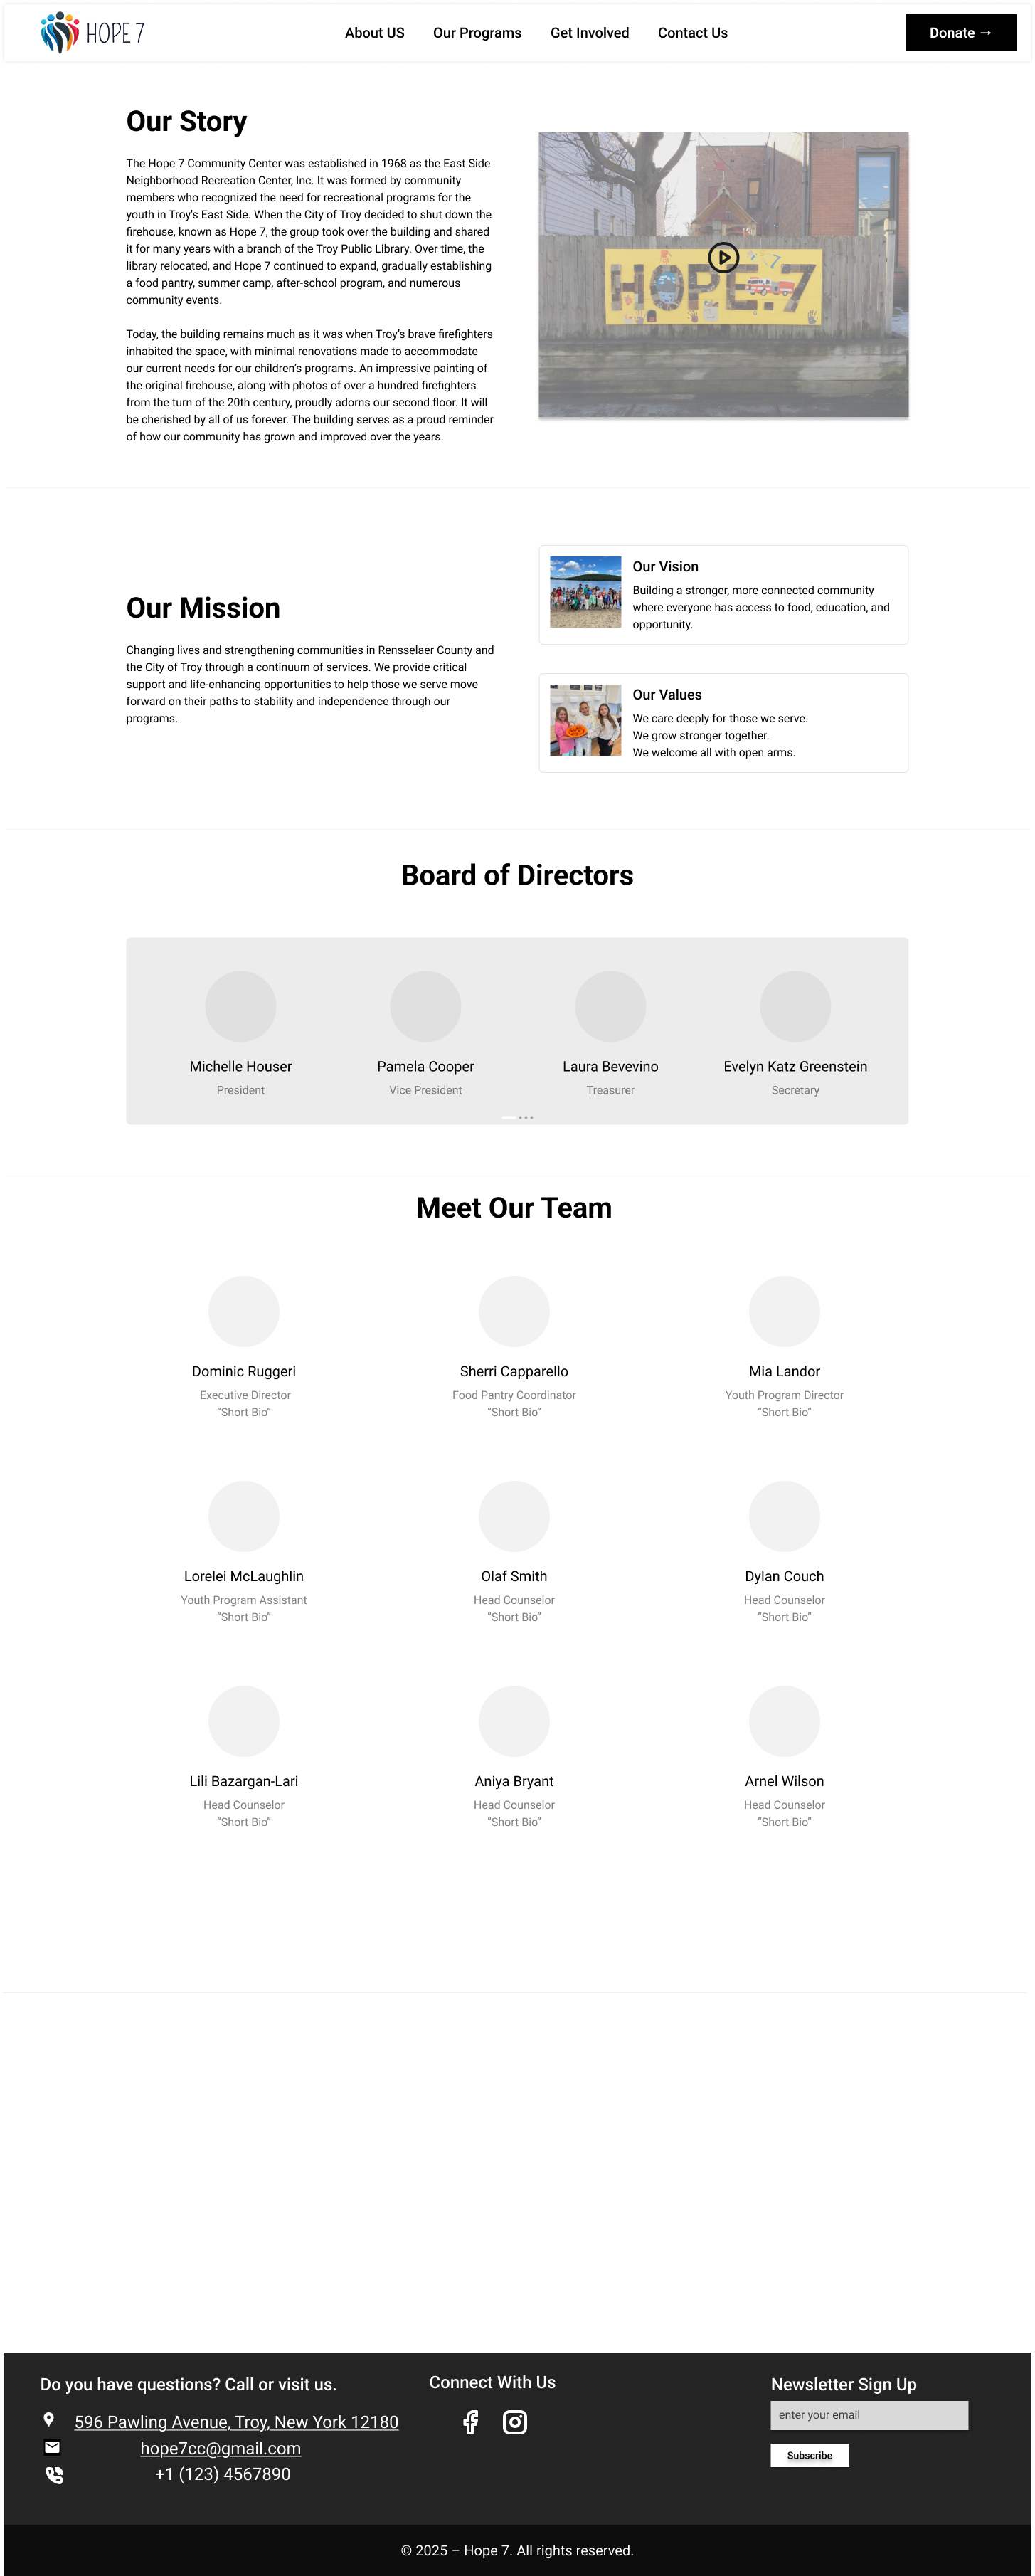 HOPE 7
About US
Our Programs
Get Involved
Contact Us
Donate →
Our Story
The Hope 7 Community Center was established in 1968 as the East Side
Neighborhood Recreation Center, Inc. It was formed by community
members who recognized the need for recreational programs for the
youth in Troy's East Side. When the City of Troy decided to shut down the
firehouse, known as Hope 7, the group took over the building and shared
it for many years with a branch of the Troy Public Library. Over time, the
library relocated, and Hope 7 continued to expand, gradually establishing
a food pantry, summer camp, after-school program, and numerous
community events.
Today, the building remains much as it was when Troy's brave firefighters
inhabited the space, with minimal renovations made to accommodate
our current needs for our children's programs. An impressive painting of
the original firehouse, along with photos of over a hundred firefighters
from the turn of the 20th century, proudly adorns our second floor. It will
be cherished by all of us forever. The building serves as a proud reminder
of how our community has grown and improved over the years.
HOPE.7
Our Mission
Changing lives and strengthening communities in Rensselaer County and
the City of Troy through a continuum of services. We provide critical
support and life-enhancing opportunities to help those we serve move
forward on their paths to stability and independence through our
programs.
Our Vision
Building a stronger, more connected community
where everyone has access to food, education, and
opportunity.
Our Values
We care deeply for those we serve.
We grow stronger together.
We welcome all with open arms.
Board of Directors
Michelle Houser
President
Pamela Cooper
Vice President
Laura Bevevino
Treasurer
Evelyn Katz Greenstein
Secretary
Meet Our Team
Dominic Ruggeri
Executive Director
"Short Bio"
Sherri Capparello
Food Pantry Coordinator
"Short Bio"
Mia Landor
Youth Program Director
"Short Bio"
Lorelei McLaughlin
Youth Program Assistant
"Short Bio"
Olaf Smith
Head Counselor
"Short Bio"
Dylan Couch
Head Counselor
"Short Bio"
Lili Bazargan-Lari
Head Counselor
"Short Bio"
Aniya Bryant
Head Counselor
"Short Bio"
Arnel Wilson
Head Counselor
"Short Bio"
Do you have questions? Call or visit us.
596 Pawling Avenue, Troy, New York 12180
hope7cc@gmail.com
+1 (123) 4567890
Connect With Us
Newsletter Sign Up
enter your email
Subscribe
© 2025 – Hope 7. All rights reserved.